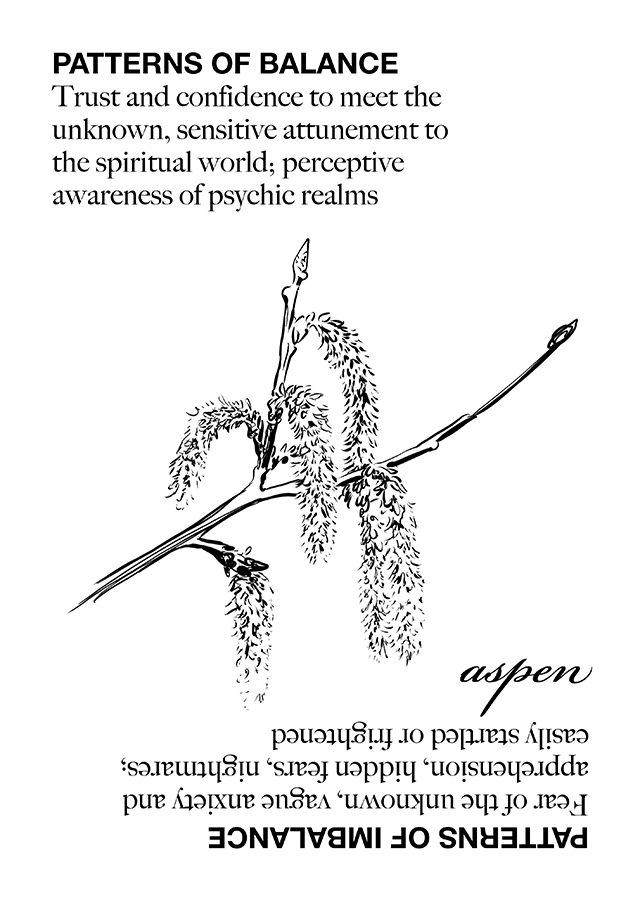 PATTERNS OF BALANCE
Trust and confidence to meet the
unknown, sensitive attunement to
the spiritual world; perceptive
awareness of psychic realms
aspen
PATTERNS OF IMBALANCE
Fear of the unknown, vague anxiety and
apprehension, hidden fears, nightmares;
easily startled or frightened